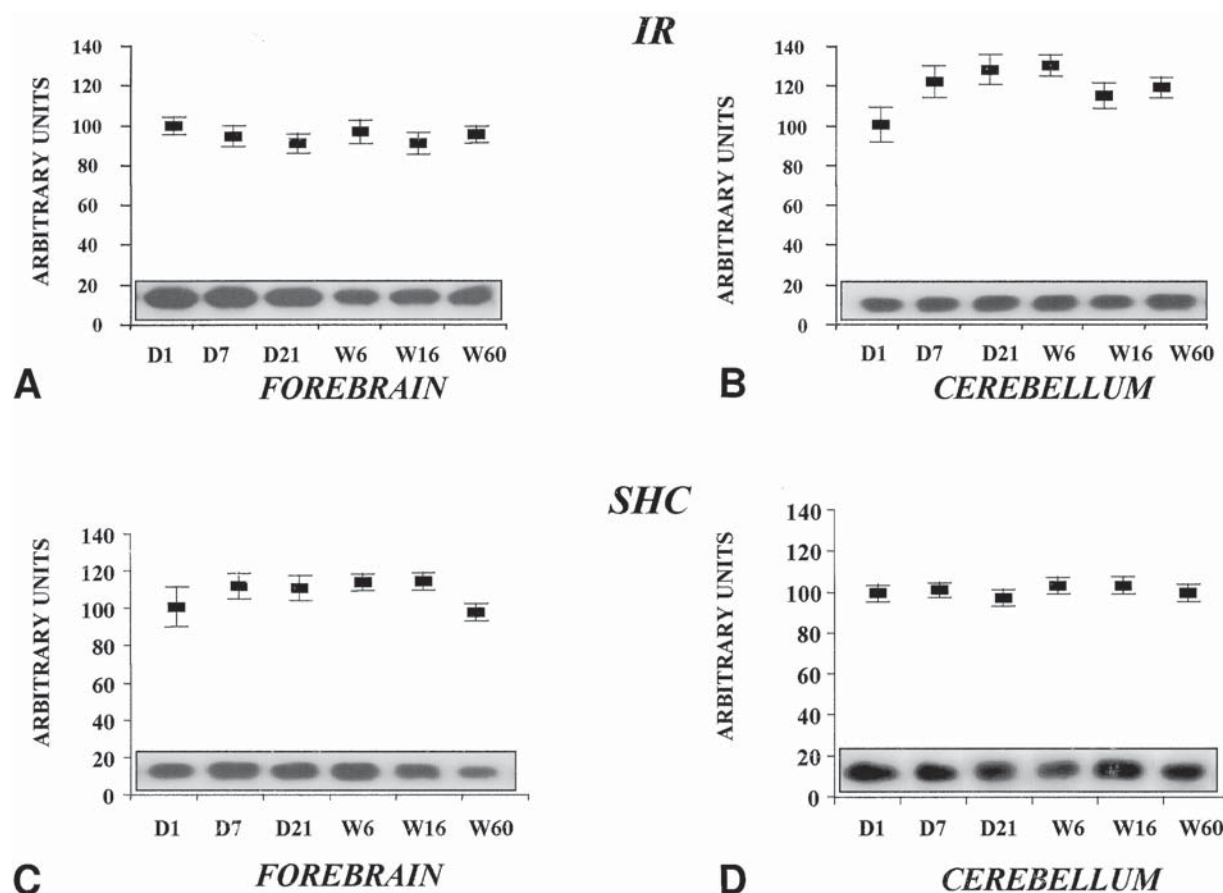 IR
ARBITRARY UNITS
140
120
100
80
60
40
20
0
D1 D7 D21 W6 W16 W60
A
FOREBRAIN
ARBITRARY UNITS
140
120
100
80
60
40
20
0
D1 D7 D21 W6 W16 W60
B
CEREBELLUM
SHC
ARBITRARY UNITS
140
120
100
80
60
40
20
0
D1 D7 D21 W6 W16 W60
C
FOREBRAIN
ARBITRARY UNITS
140
120
100
80
60
40
20
0
D1 D7 D21 W6 W16 W60
D
CEREBELLUM